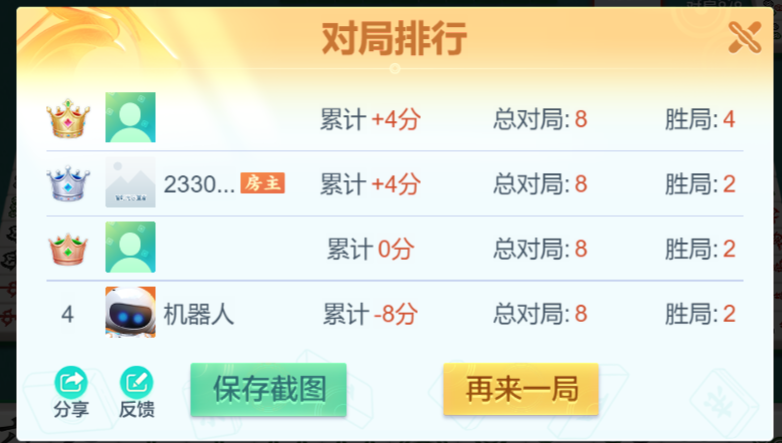 对局排行
累计 +4分 总对局: 8 胜局: 4
2330... 房主 累计 +4分 总对局: 8 胜局: 2
累计 0分 总对局: 8 胜局: 2
4 机器人 累计 -8分 总对局: 8 胜局: 2
分享 反馈 保存截图 再来一局